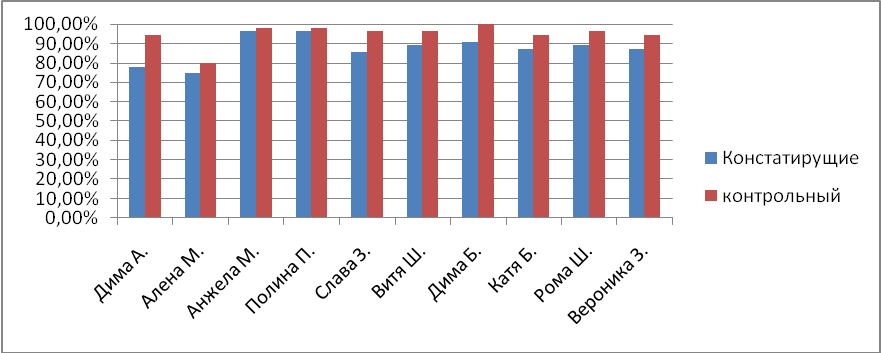 100,00%
90,00%
80,00%
70,00%
60,00%
50,00%
40,00%
30,00%
20,00%
10,00%
0,00%
Дима А.
Алена М.
Анжела М.
Полина П.
Слава З.
Витя Ш.
Дима Б.
Катя Б.
Рома Ш.
Вероника З.
Констатирущие
контрольный